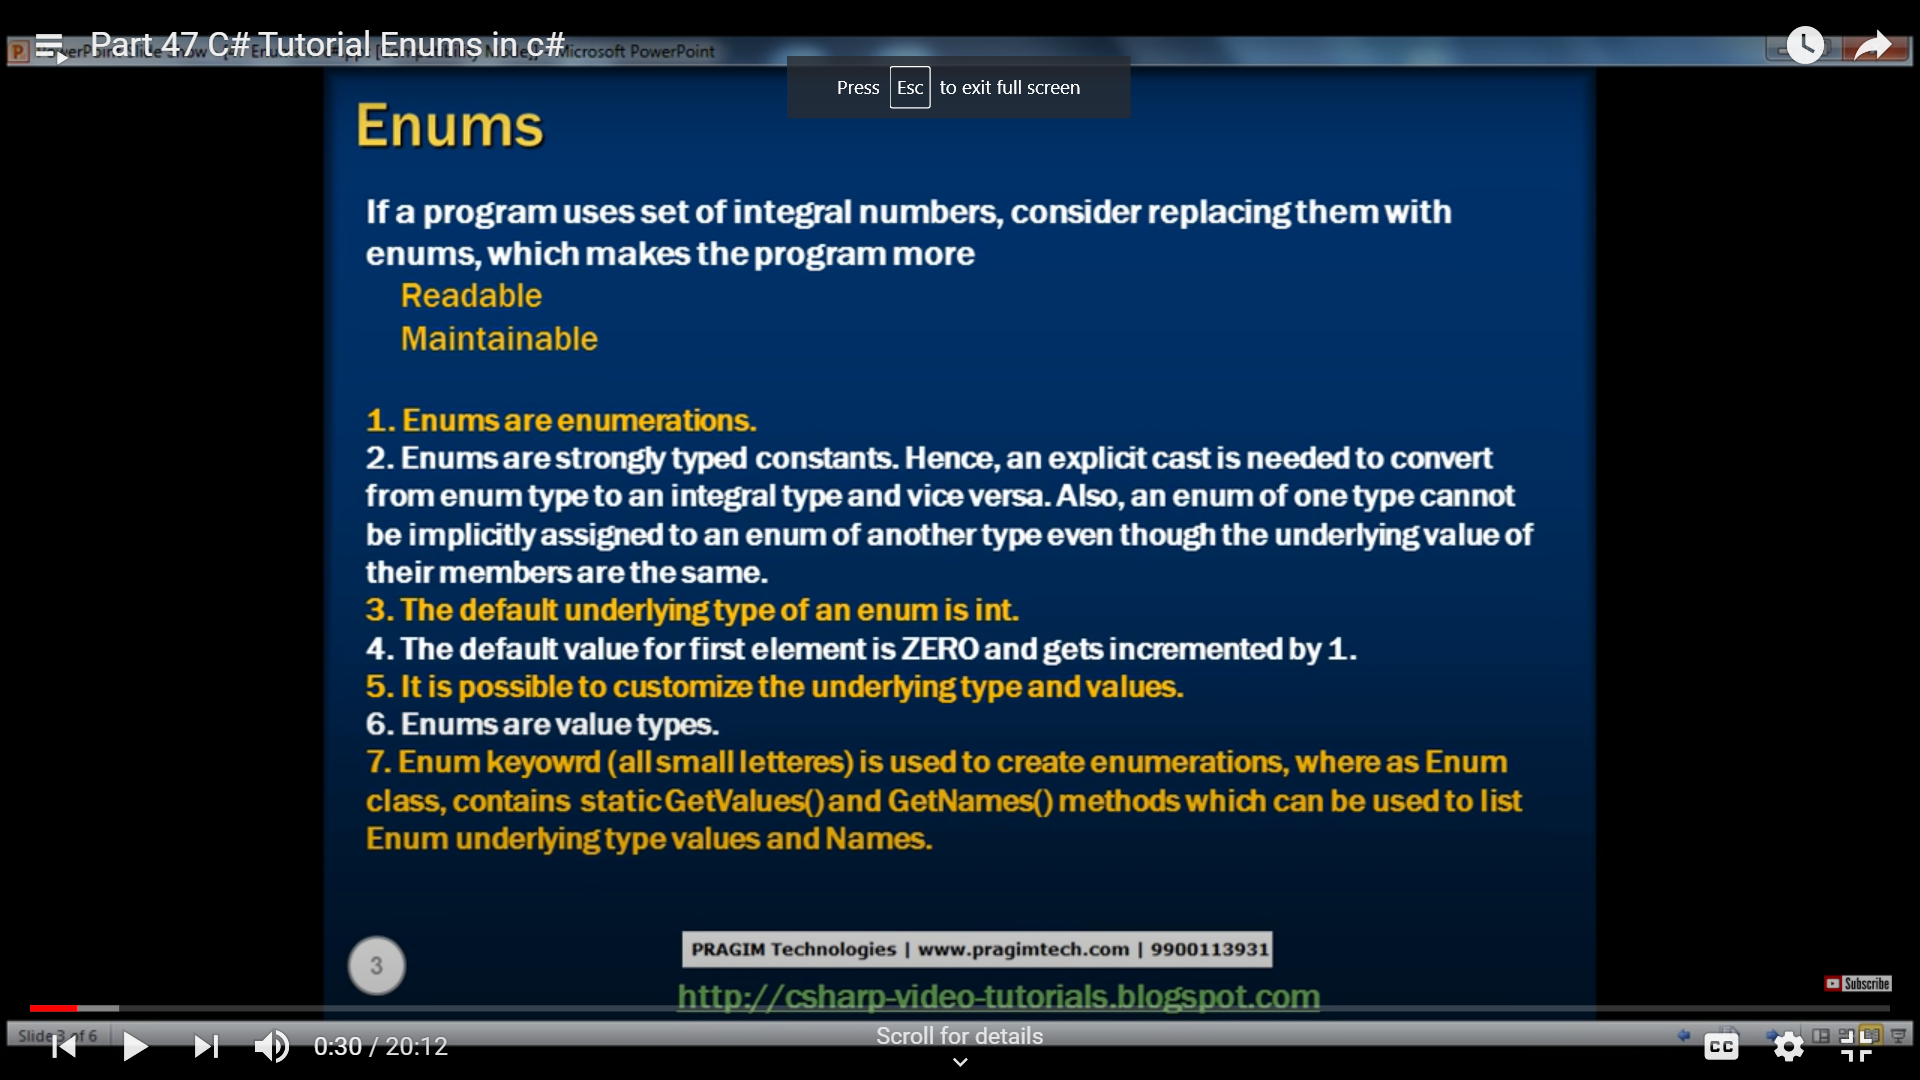 Part 47 C# Tutorial Enums in c#
Microsoft PowerPoint
Press Esc to exit full screen
Enums
If a program uses set of integral numbers, consider replacing them with
enums, which makes the program more
Readable
Maintainable
1. Enums are enumerations.
2. Enums are strongly typed constants. Hence, an explicit cast is needed to convert
from enum type to an integral type and vice versa. Also, an enum of one type cannot
be implicitly assigned to an enum of another type even though the underlying value of
their members are the same.
3. The default underlying type of an enum is int.
4. The default value for first element is ZERO and gets incremented by 1.
5. It is possible to customize the underlying type and values.
6. Enums are value types.
7. Enum keyowrd (all small letteres) is used to create enumerations, where as Enum
class, contains static GetValues() and GetNames() methods which can be used to list
Enum underlying type values and Names.
3
PRAGIM Technologies | www.pragimtech.com | 9900113931
Subscribe
http://csharp-video-tutorials.blogspot.com
Slide 3 of 6
0:30 / 20:12
Scroll for details
CC